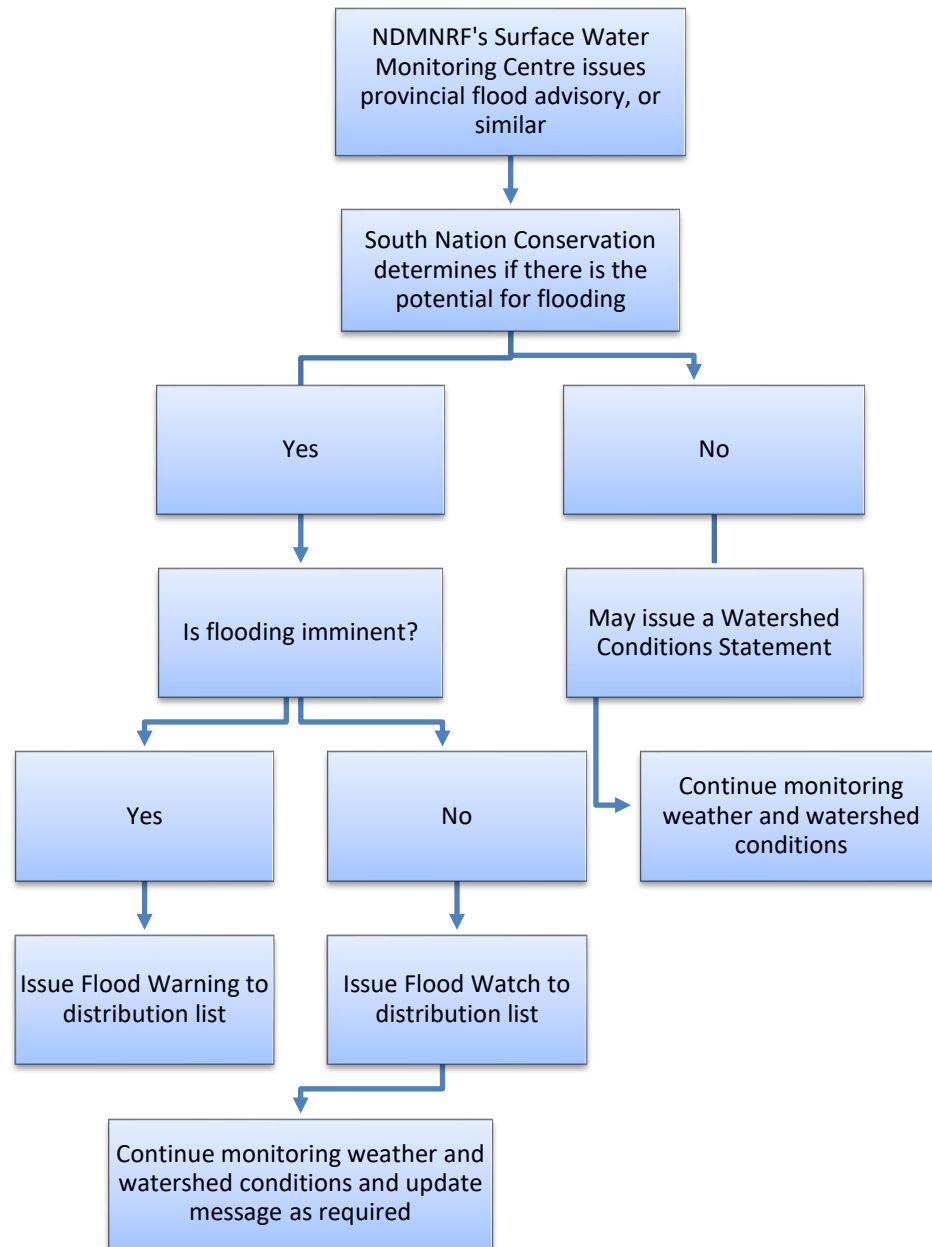 NDMNRF's Surface Water
Monitoring Centre issues
provincial flood advisory, or
similar
South Nation Conservation
determines if there is the
potential for flooding
Yes
No
Is flooding imminent?
May issue a Watershed
Conditions Statement
Yes
No
Continue monitoring
weather and watershed
conditions
Issue Flood Warning to
distribution list
Issue Flood Watch to
distribution list
Continue monitoring weather and
watershed conditions and update
message as required